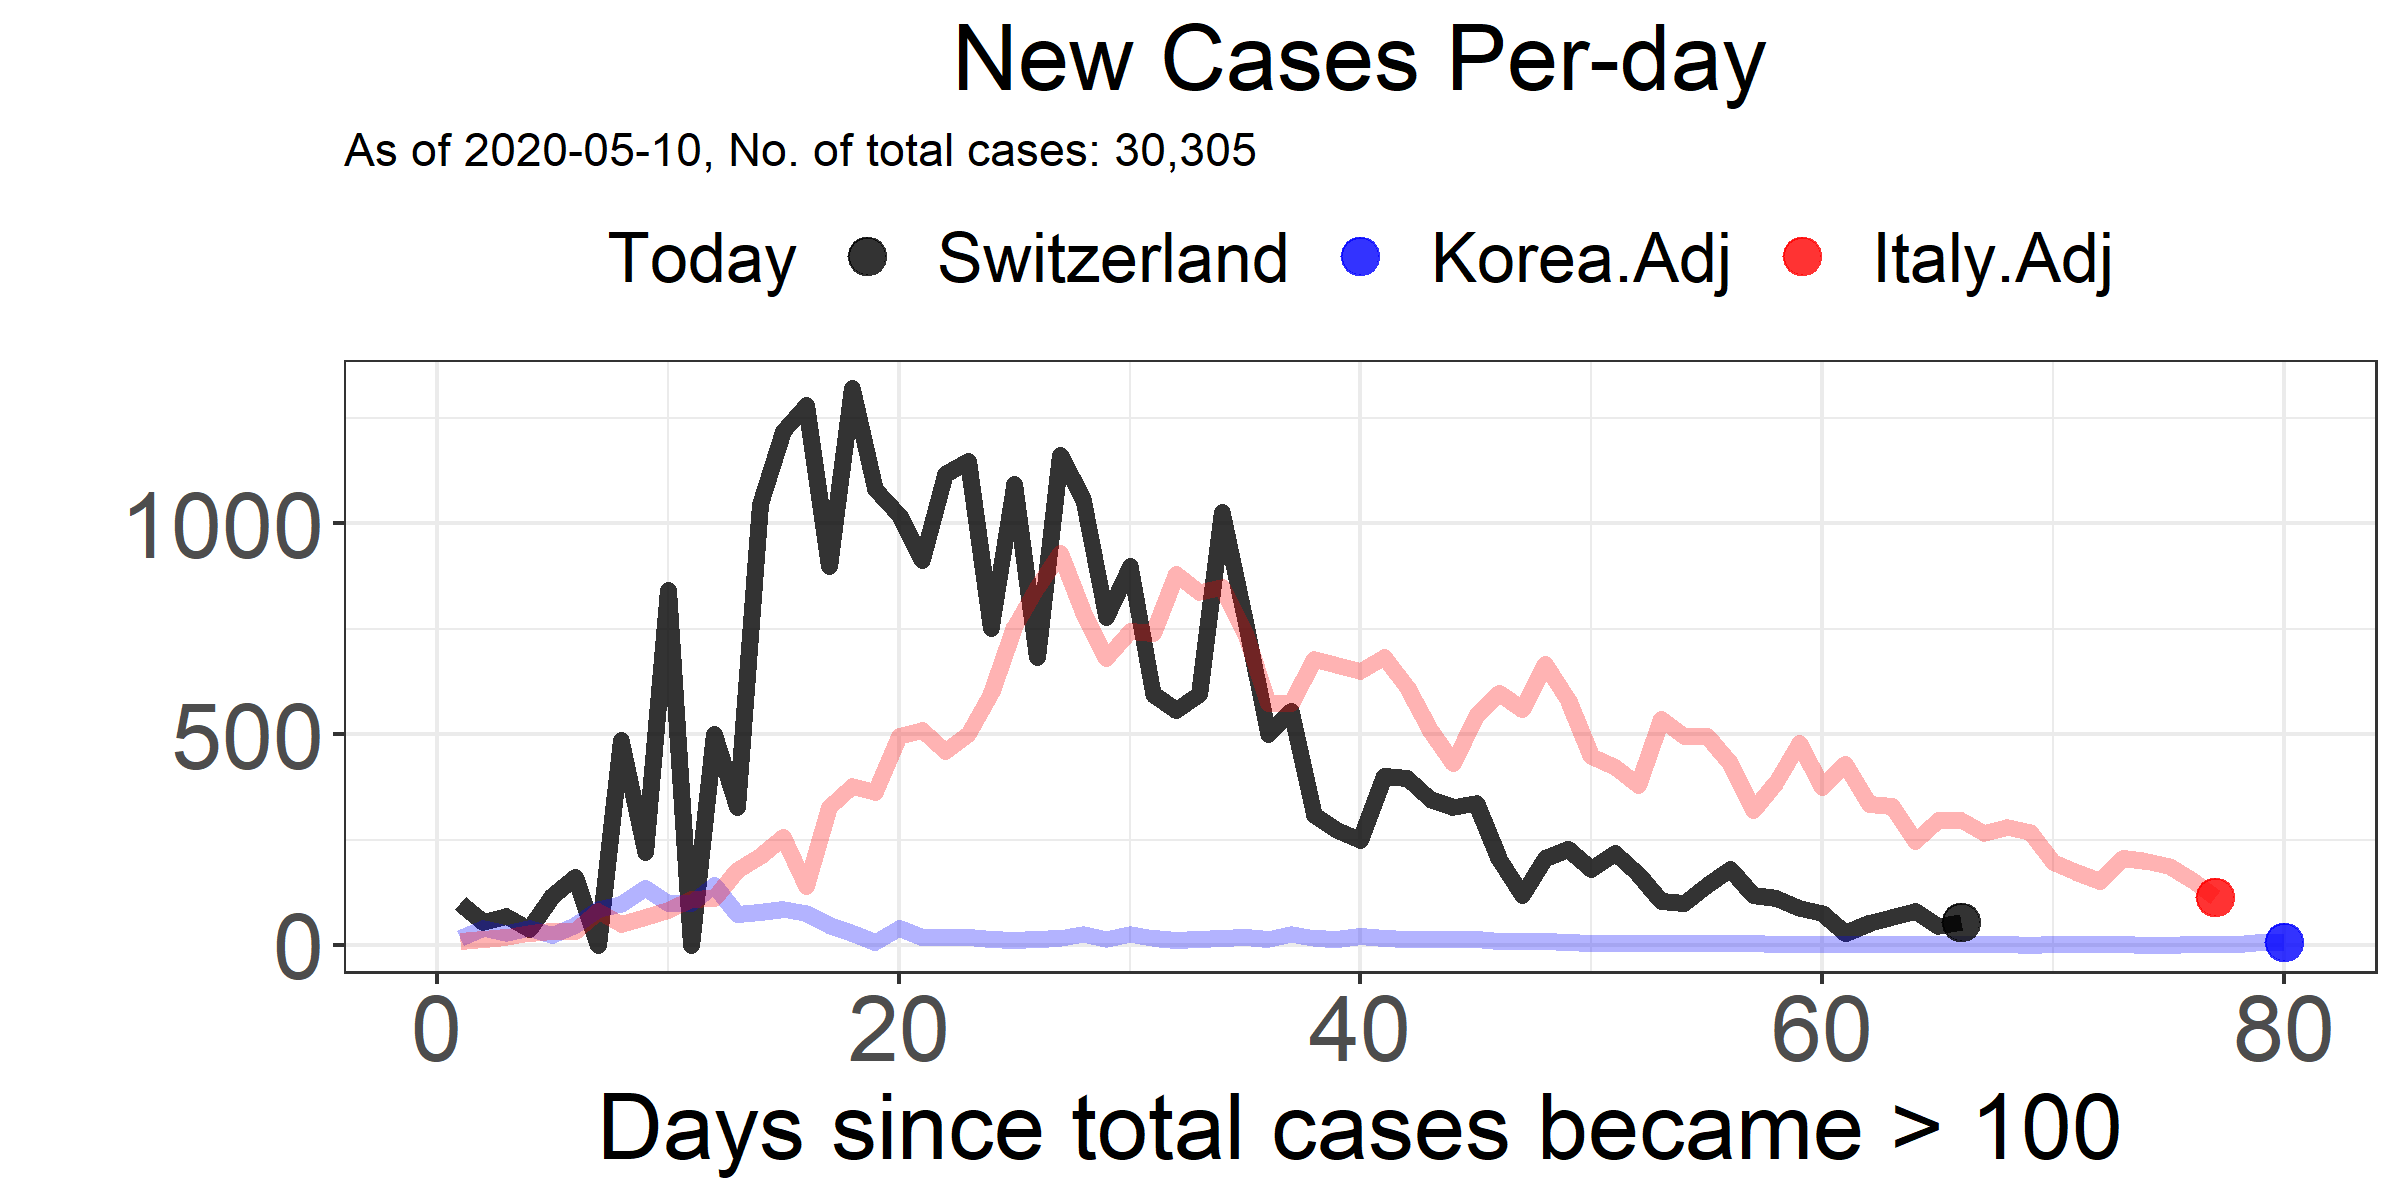 New Cases Per-day
As of 2020-05-10, No. of total cases: 30,305
Today Switzerland Korea.Adj Italy.Adj
1000
500
0
0 20 40 60 80
Days since total cases became > 100